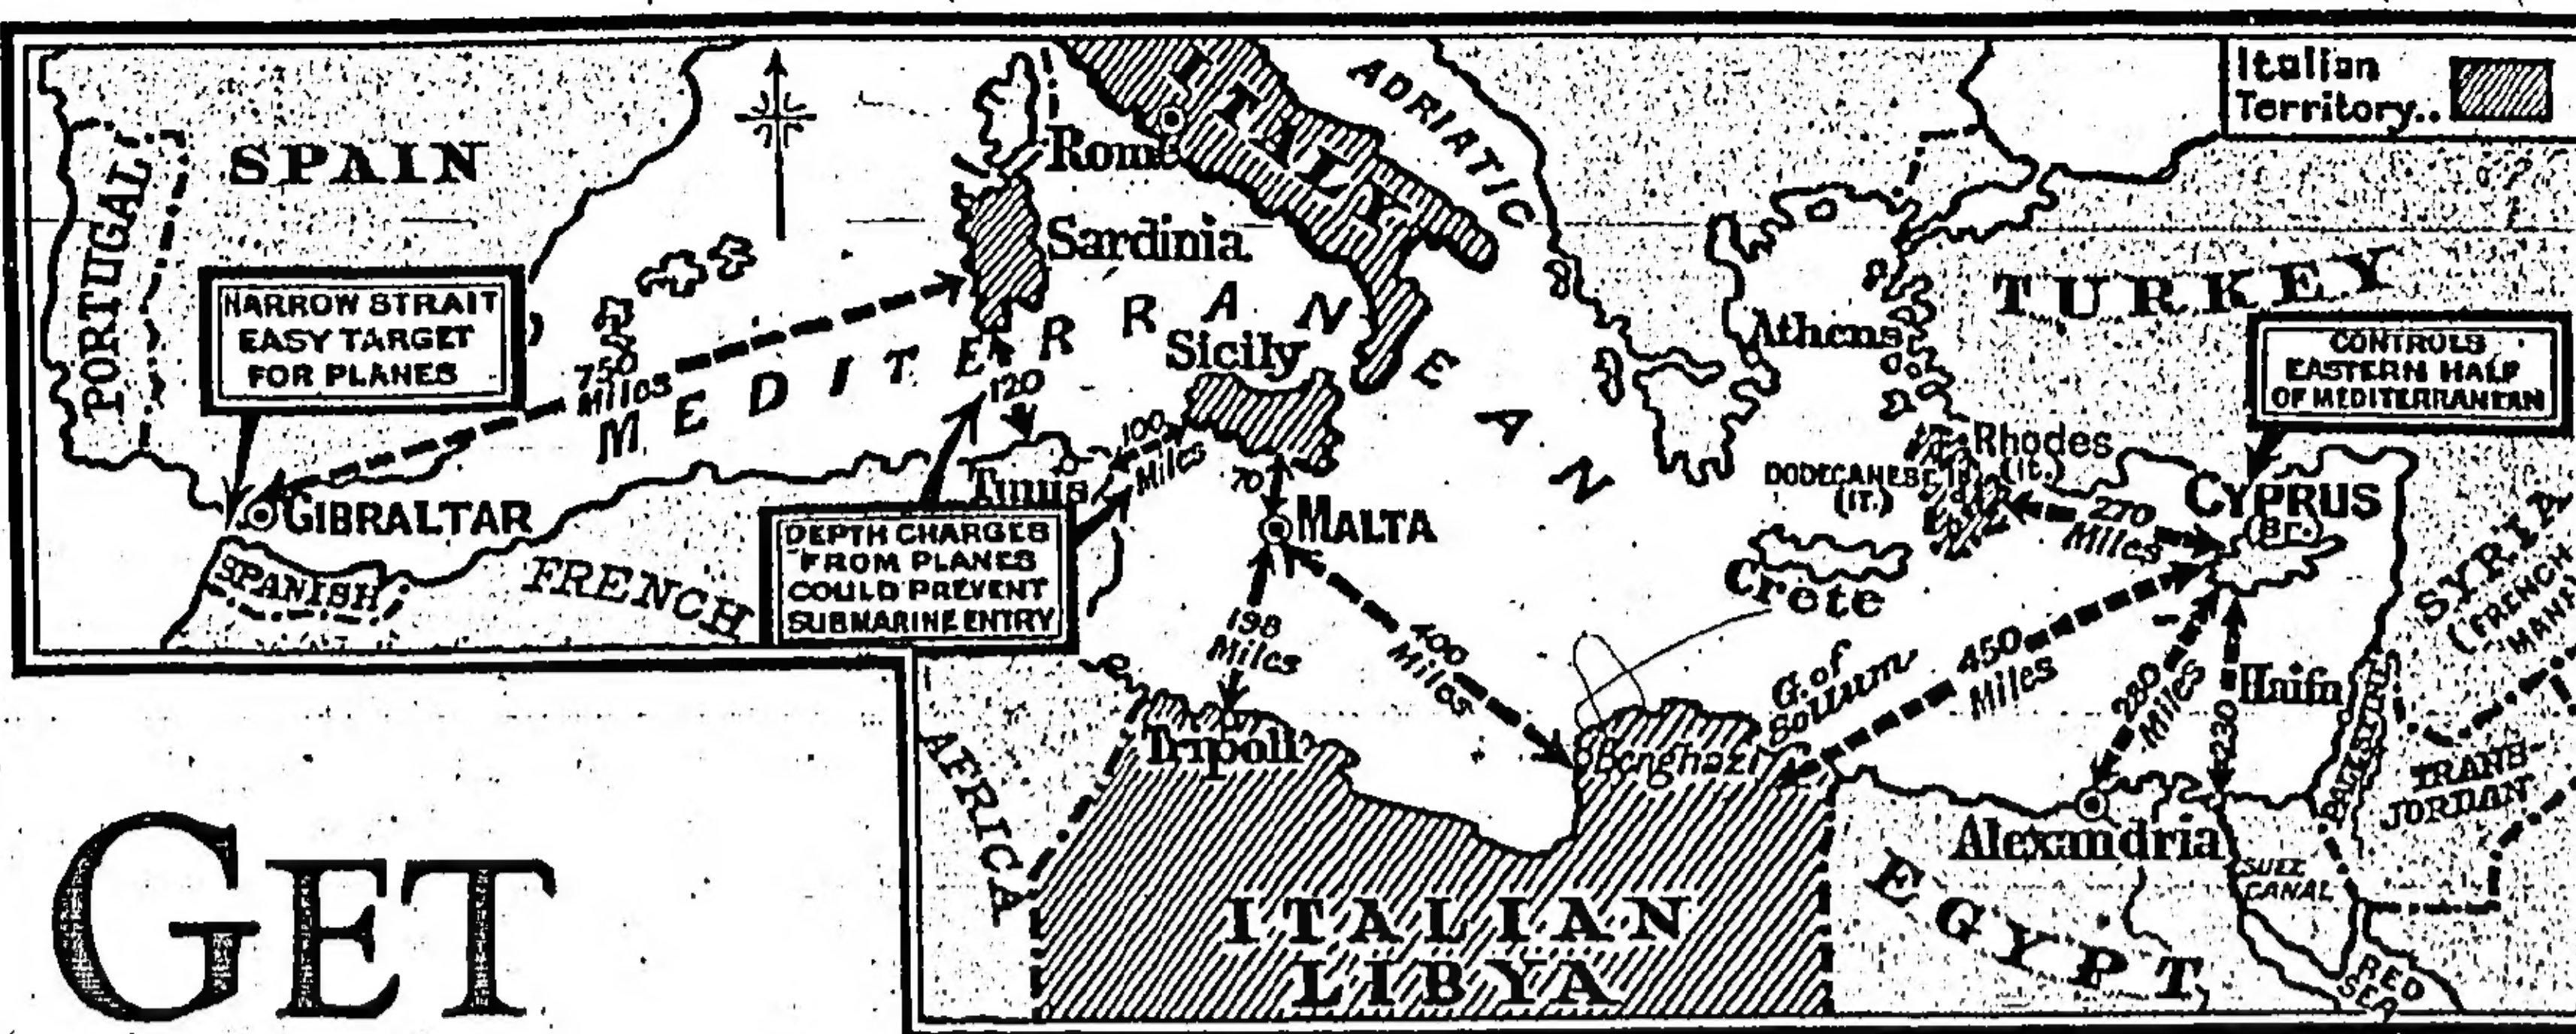 Italian
Territory..
SPAIN
PORTUGAL
NARROW STRAIT
EASY TARGET
FOR PLANES
GIBRALTAR
SPANISH
FRENCH
AFRICA
750
Miles
MEDITERRANEAN
ITALY
Rome
ADRIATIC
Sardinia
Sicily
120
100
Miles
Tunis
70
MALTA
DEPTH CHARGES
FROM PLANES
COULD PREVENT
SUBMARINE ENTRY
198
Miles
400
Miles
Tripoli
Benghazi
ITALIAN
LIBYA
Athens
TURKEY
CONTROLS
EASTERN HALF
OF MEDITERRANEAN
Rhodes
(it.)
DODECANESE
(IT.)
Crete
270
Miles
CYPRUS
(Br.)
G. of
Sollum
450
Miles
280
Miles
230
Haifa
PALESTINE
SYRIA
(FRENCH
TRANS-
JORDAN
Alexandria
SUEZ
CANAL
EGYPT
RED
SEA
GET